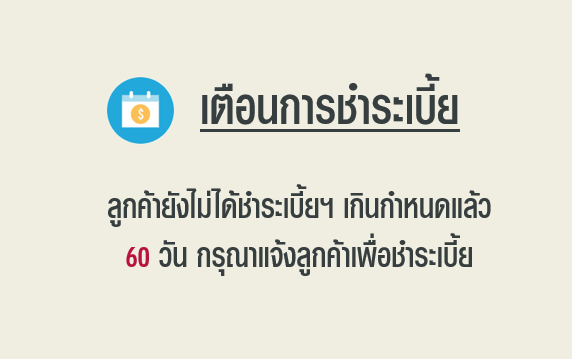 $
เตือนการชำระเบี้ย
ลูกค้ายังไม่ได้ชำระเบี้ยฯ เกินกำหนดแล้ว
60 วัน กรุณาแจ้งลูกค้าเพื่อชำระเบี้ย